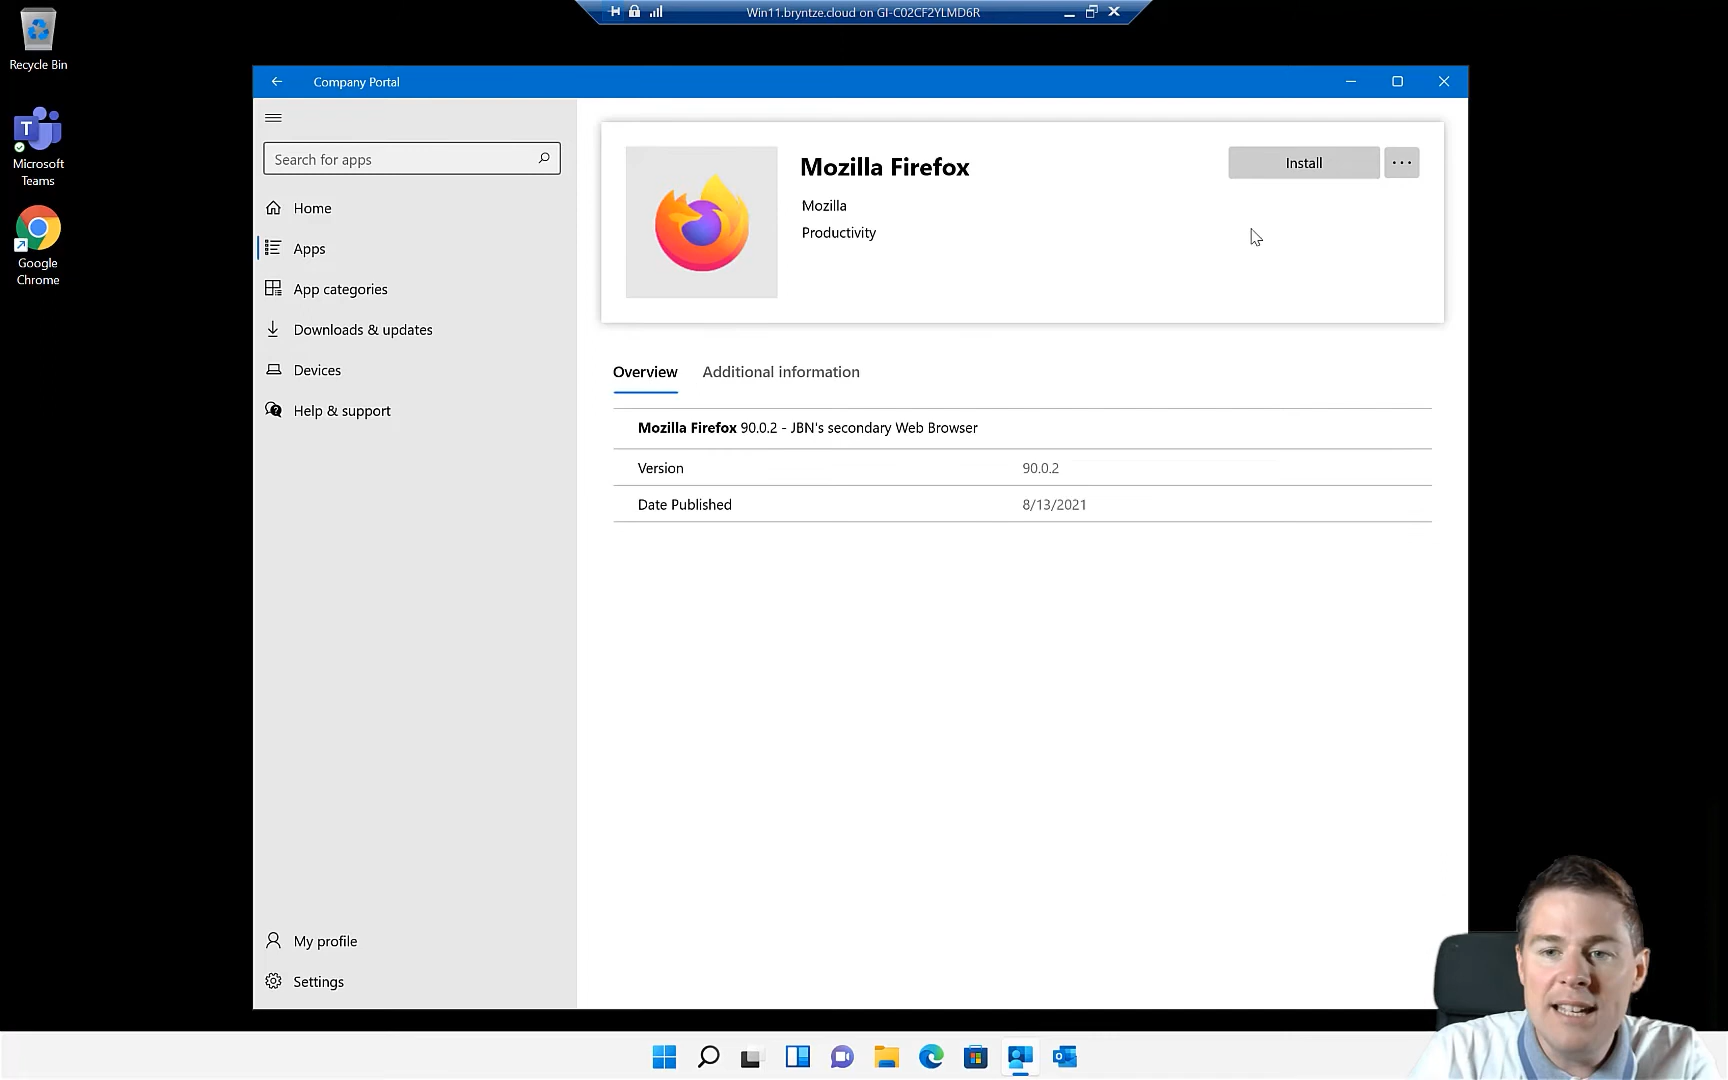 Win11.bryntze.cloud on GI-C02CF2YLMD6R
Recycle Bin
Microsoft
Teams
Google
Chrome
Company Portal
Search for apps
Home
Apps
App categories
Downloads & updates
Devices
Help & support
My profile
Settings
Mozilla Firefox
Mozilla
Productivity
Install
Overview
Additional information
Mozilla Firefox 90.0.2 - JBN's secondary Web Browser
Version
90.0.2
Date Published
8/13/2021